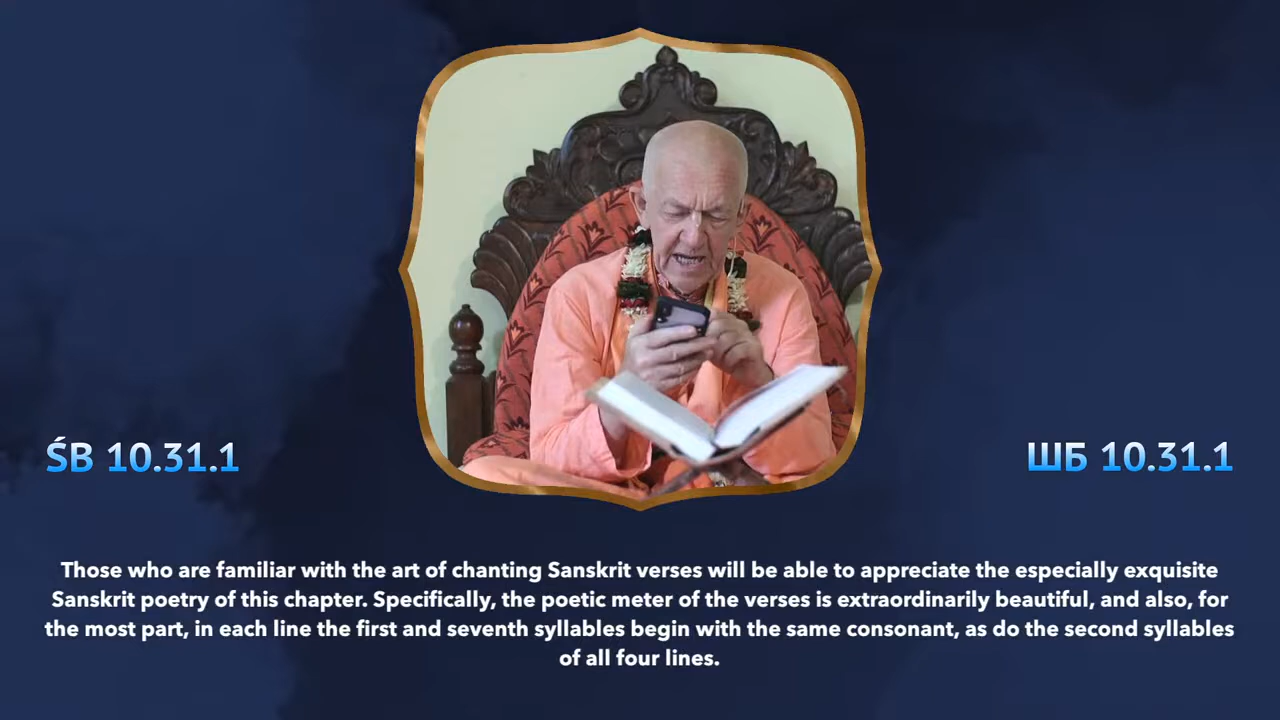 ŚB 10.31.1
ШБ 10.31.1
Those who are familiar with the art of chanting Sanskrit verses will be able to appreciate the especially exquisite
Sanskrit poetry of this chapter. Specifically, the poetic meter of the verses is extraordinarily beautiful, and also, for
the most part, in each line the first and seventh syllables begin with the same consonant, as do the second syllables
of all four lines.